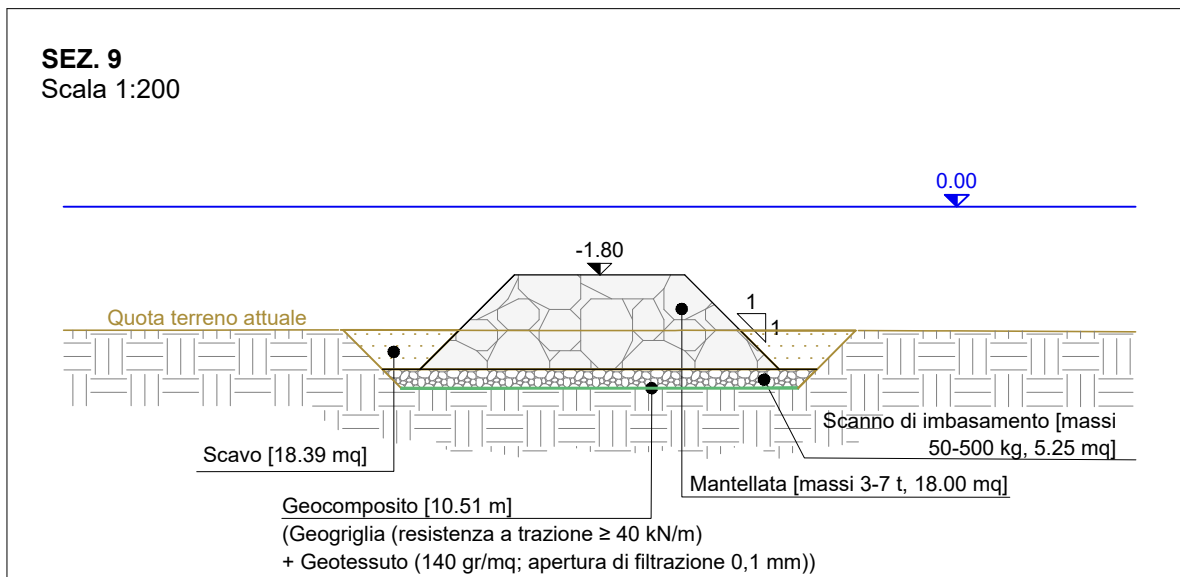 SEZ. 9
Scala 1:200
0.00
-1.80
Quota terreno attuale
1
1
Scanno di imbasamento [massi
50-500 kg, 5.25 mq]
Scavo [18.39 mq]
Mantellata [massi 3-7 t, 18.00 mq]
Geocomposito [10.51 m]
(Geogriglia (resistenza a trazione ≥ 40 kN/m)
+ Geotessuto (140 gr/mq; apertura di filtrazione 0,1 mm))